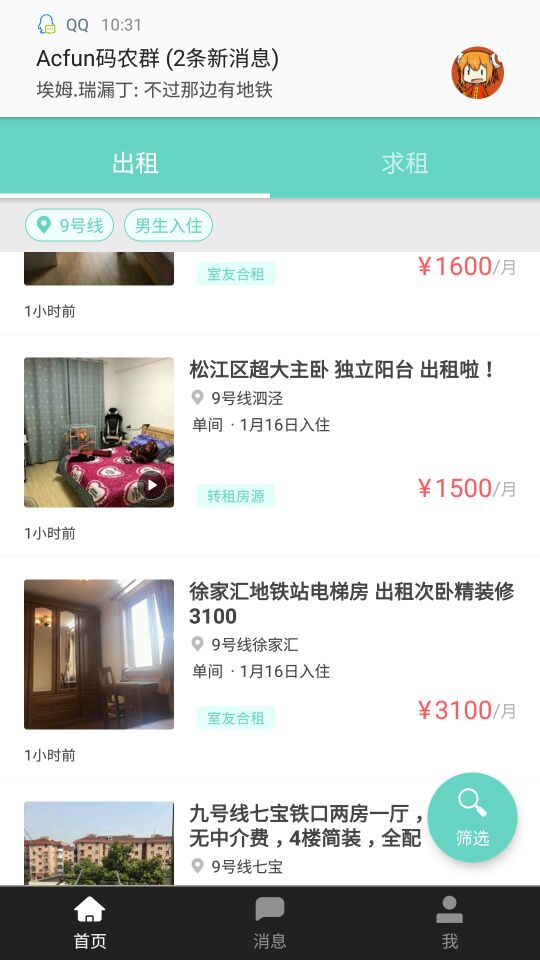 QQ 10:31
Acfun码农群 (2条新消息)
埃姆.瑞漏丁: 不过那边有地铁
出租 求租
9号线 男生入住
室友合租 ¥1600/月
1小时前
松江区超大主卧 独立阳台 出租啦！
9号线泗泾
单间 · 1月16日入住
转租房源 ¥1500/月
1小时前
徐家汇地铁站电梯房 出租次卧精装修
3100
9号线徐家汇
单间 · 1月16日入住
室友合租 ¥3100/月
1小时前
九号线七宝铁口两房一厅，
无中介费，4楼简装，全配
9号线七宝
筛选
首页 消息 我